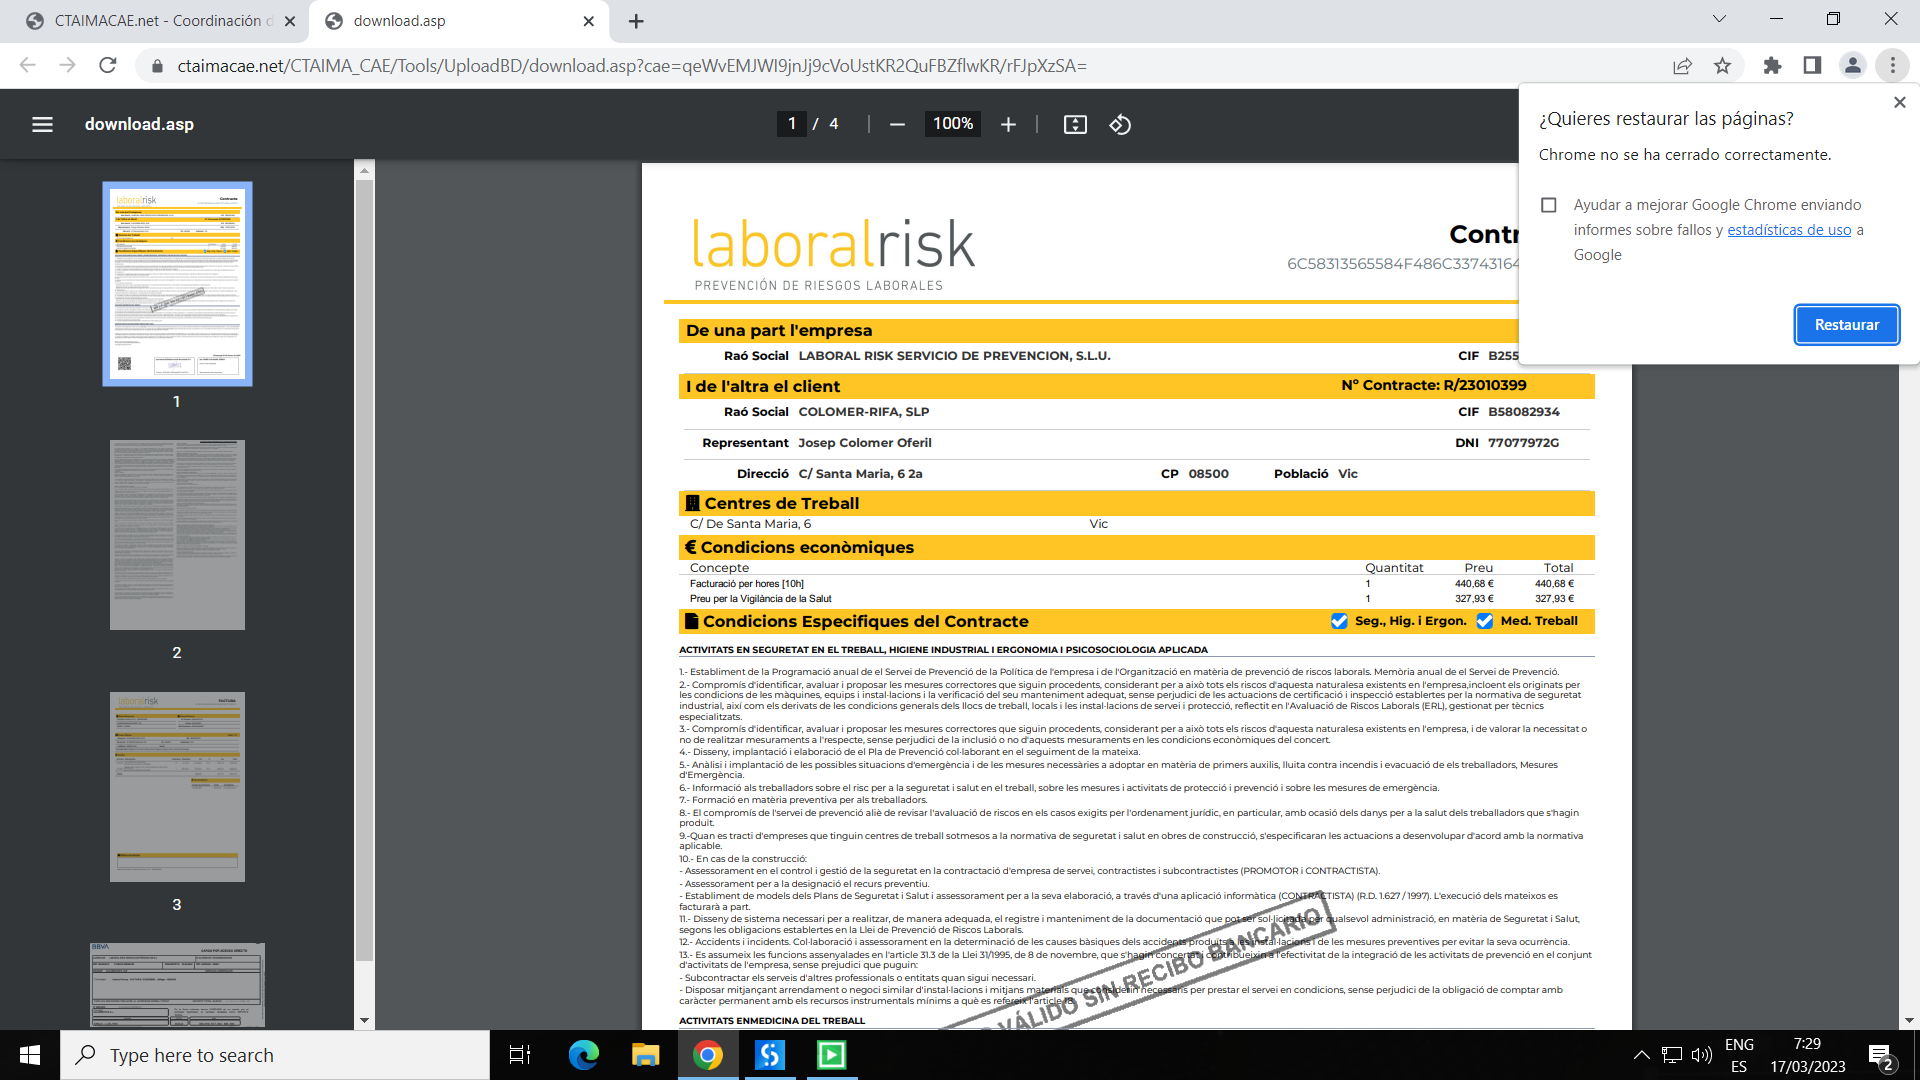 CTAIMACAE.net - Coordinación d
download.asp
ctaimacae.net/CTAIMA_CAE/Tools/UploadBD/download.asp?cae=qeWvEMJWI9jnJj9cVoUstKR2QuFBZflwKR/rFJpXzSA=
download.asp
1 / 4
100%
¿Quieres restaurar las páginas?
Chrome no se ha cerrado correctamente.
Ayudar a mejorar Google Chrome enviando
informes sobre fallos y estadísticas de uso a
Google
Restaurar
1
2
3
laboralrisk
PREVENCIÓN DE RIESGOS LABORALES
Contr
6C58313565584F486C33743164
De una part l'empresa
Raó Social LABORAL RISK SERVICIO DE PREVENCION, S.L.U. CIF B255
I de l'altra el client Nº Contracte: R/23010399
Raó Social COLOMER-RIFA, SLP CIF B58082934
Representant Josep Colomer Oferil DNI 77077972G
Direcció C/ Santa Maria, 6 2a CP 08500 Població Vic
Centres de Treball
C/ De Santa Maria, 6 Vic
€ Condicions econòmiques
Concepte Quantitat Preu Total
Facturació per hores [10h] 1 440,68 € 440,68 €
Preu per la Vigilància de la Salut 1 327,93 € 327,93 €
Condicions Especifiques del Contracte Seg., Hig. i Ergon. Med. Treball
ACTIVITATS EN SEGURETAT EN EL TREBALL, HIGIENE INDUSTRIAL I ERGONOMIA I PSICOSOCIOLOGIA APLICADA
1.- Establiment de la Programació anual de el Servei de Prevenció de la Política de l'empresa i de l'Organització en matèria de prevenció de riscos laborals. Memòria anual de el Servei de Prevenció.
2.- Compromís d'identificar, avaluar i proposar les mesures correctores que siguin procedents, considerant per a això tots els riscos d'aquesta naturalesa existents en l'empresa,incloent els originats per
les condicions de les màquines, equips i instal·lacions i la verificació del seu manteniment adequat, sense perjudici de les actuacions de certificació i inspecció establertes per la normativa de seguretat
industrial, així com els derivats de les condicions generals dels llocs de treball, locals i les instal·lacions de servei i protecció, reflectit en l'Avaluació de Riscos Laborals (ERL), gestionat per tècnics
especialitzats.
3.- Compromís d'identificar, avaluar i proposar les mesures correctores que siguin procedents, considerant per a això tots els riscos d'aquesta naturalesa existents en l'empresa, i de valorar la necessitat o
no de realitzar mesuraments a l'respecte, sense perjudici de la inclusió o no d'aquests mesuraments en les condicions econòmiques del concert.
4.- Disseny, implantació i elaboració de el Pla de Prevenció col·laborant en el seguiment de la mateixa.
5.- Anàlisi i implantació de les possibles situacions d'emergència i de les mesures necessàries a adoptar en matèria de primers auxilis, lluita contra incendis i evacuació de els treballadors, Mesures
d'Emergència.
6.- Informació als treballadors sobre el risc per a la seguretat i salut en el treball, sobre les mesures i activitats de protecció i prevenció i sobre les mesures de emergència.
7.- Formació en matèria preventiva per als treballadors.
8.- El compromís de l'servei de prevenció aliè de revisar l'avaluació de riscos en els casos exigits per l'ordenament jurídic, en particular, amb ocasió dels danys per a la salut dels treballadors que s'hagin
produit.
9.-Quan es tracti d'empreses que tinguin centres de treball sotmesos a la normativa de seguretat i salut en obres de construcció, s'especificaran les actuacions a desenvolupar d'acord amb la normativa
aplicable.
10.- En cas de la construcció:
- Assessorament en el control i gestió de la seguretat en la contractació d'empresa de servei, contractistes i subcontractistes (PROMOTOR i CONTRACTISTA).
- Assessorament per a la designació el recurs preventiu.
- Establiment de models dels Plans de Seguretat i Salut i assessorament per a la seva elaboració, a través d'una aplicació informàtica (CONTRACTISTA) (R.D. 1.627 / 1997). L'execució dels mateixos es
facturarà a part.
11.- Disseny de sistema necessari per a realitzar, de manera adequada, el registre i manteniment de la documentació que pot ser sol·licitada per qualsevol administració, en matèria de Seguretat i Salut,
segons les obligacions establertes en la Llei de Prevenció de Riscos Laborals.
12.- Accidents i incidents. Col·laboració i assessorament en la determinació de les causes bàsiques dels accidents produïts a les instal·lacions i de les mesures preventives per evitar la seva ocurrència.
13.- Es assumeix les funcions assenyalades en l'article 31.3 de la Llei 31/1995, de 8 de novembre, que s'hagin concertat i contribueixin a l'efectivitat de la integració de les activitats de prevenció en el conjunt
d'activitats de l'empresa, sense prejudici que puguin:
- Subcontractar els serveis d'altres professionals o entitats quan sigui necessari.
- Disposar mitjançant arrendament o negoci similar d'instal·lacions i mitjans materials que considerin necessaris per prestar el servei en condicions, sense perjudici de la obligació de comptar amb
caràcter permanent amb els recursos instrumentals mínims a què es refereix l'article 18.
VÁLIDO SIN RECIBO BANCARIO
ACTIVITATS ENMEDICINA DEL TREBALL
Type here to search
ENG
ES
7:29
17/03/2023
2